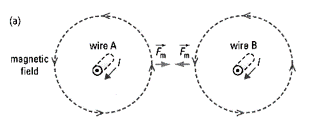 (a)
wire A
wire B
magnetic
field
I
F⃗m
F⃗m
I